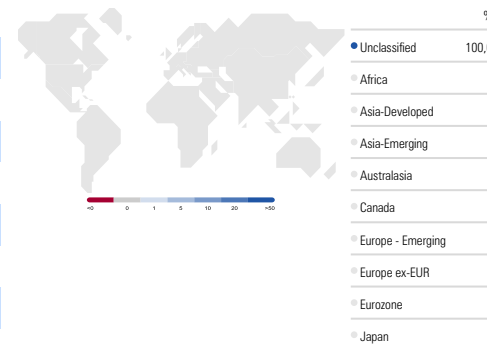 %
Unclassified 100,
Africa
Asia-Developed
Asia-Emerging
Australasia
Canada
<0 0 1 5 10 20 >50
Europe - Emerging
Europe ex-EUR
Eurozone
Japan